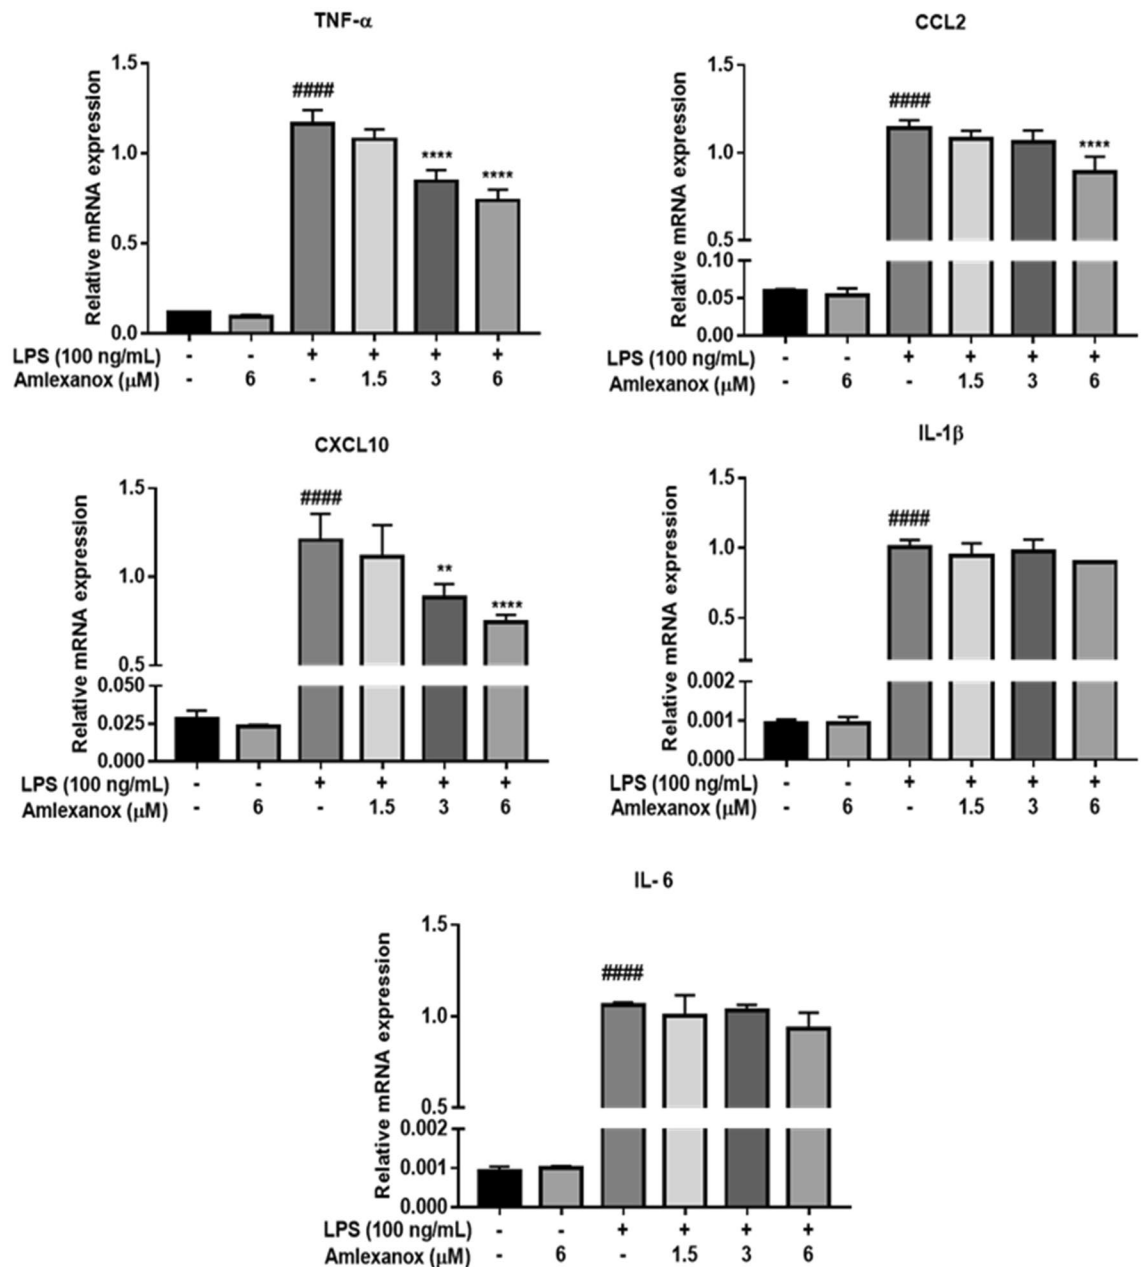 TNF-α
Relative mRNA expression
1.5
####
1.0
****
****
0.5
0.0
LPS (100 ng/mL) - - + + + +
Amlexanox (μM) - 6 - 1.5 3 6
CCL2
Relative mRNA expression
1.5
####
1.0
****
0.5
0.10
0.05
0.00
LPS (100 ng/mL) - - + + + +
Amlexanox (μM) - 6 - 1.5 3 6
CXCL10
Relative mRNA expression
1.5
####
1.0
**
****
0.5
0.050
0.025
0.000
LPS (100 ng/mL) - - + + + +
Amlexanox (μM) - 6 - 1.5 3 6
IL-1β
Relative mRNA expression
1.5
####
1.0
0.5
0.002
0.001
0.000
LPS (100 ng/mL) - - + + + +
Amlexanox (μM) - 6 - 1.5 3 6
IL- 6
Relative mRNA expression
1.5
####
1.0
0.5
0.002
0.001
0.000
LPS (100 ng/mL) - - + + + +
Amlexanox (μM) - 6 - 1.5 3 6